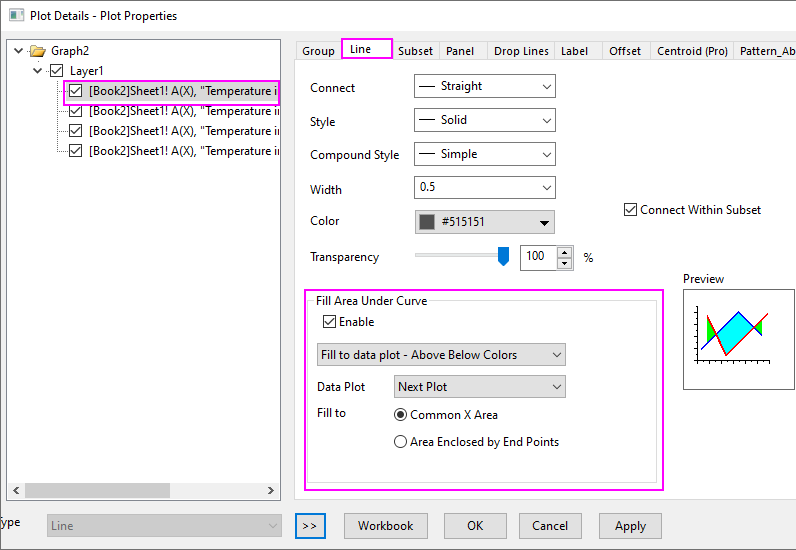 Plot Details - Plot Properties
Graph2
Layer1
[Book2]Sheet1! A(X), "Temperature i
[Book2]Sheet1! A(X), "Temperature i
[Book2]Sheet1! A(X), "Temperature i
[Book2]Sheet1! A(X), "Temperature i
Group Line Subset Panel Drop Lines Label Offset Centroid (Pro) Pattern_Ab
Connect Straight
Style Solid
Compound Style Simple
Width 0.5
Color #515151
Connect Within Subset
Transparency 100 %
Fill Area Under Curve
Enable
Fill to data plot - Above Below Colors
Data Plot Next Plot
Fill to Common X Area
Area Enclosed by End Points
Preview
Type Line >> Workbook OK Cancel Apply